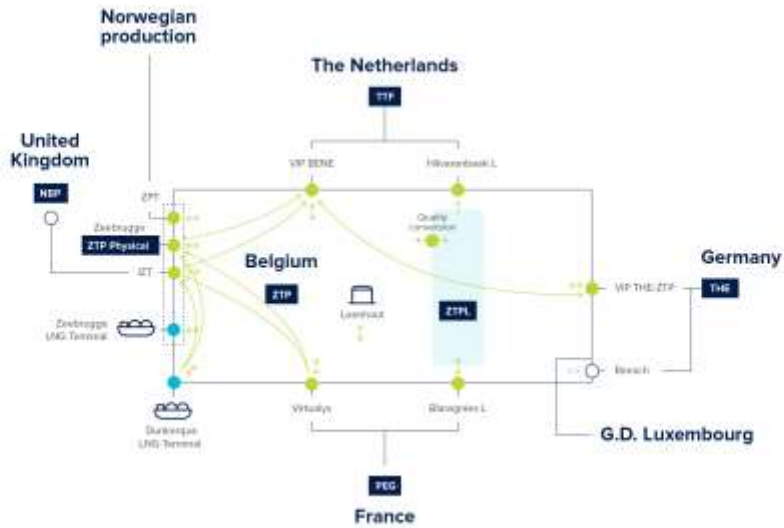 Norwegian
production
The Netherlands
TTF
United
Kingdom
NBP
VIP BENE
Hilvarenbeek L
ZPT
Zeebrugge
ZTP Physical
Quality
conversion
IZT
Belgium
ZTP
Loenhout
ZTPL
Germany
VIP THE-ZTP
THE
Zeebrugge
LNG Terminal
Virtualys
Blaregnies L
Dunkerque
LNG Terminal
G.D. Luxembourg
PEG
France